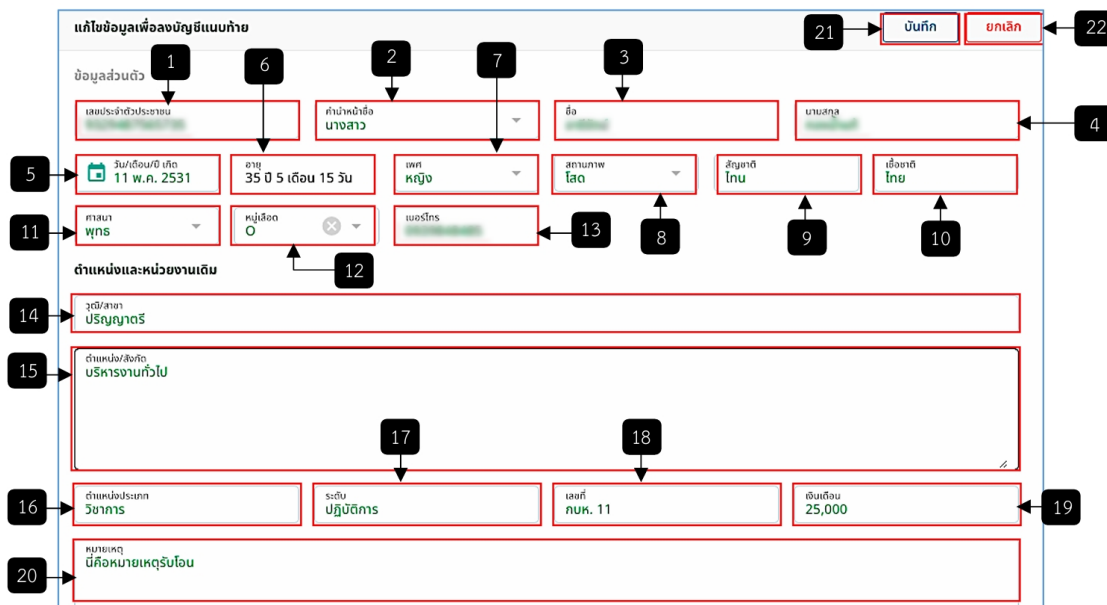 แก้ไขข้อมูลเพื่อลงบัญชีแนบท้าย
21
บันทึก
ยกเลิก
22
ข้อมูลส่วนตัว
1
6
2
7
3
เลขประจำตัวประชาชน
คำนำหน้าชื่อ
นางสาว
ชื่อ
นามสกุล
4
5
วัน/เดือน/ปี เกิด
11 พ.ค. 2531
อายุ
35 ปี 5 เดือน 15 วัน
เพศ
หญิง
สถานภาพ
โสด
สัญชาติ
ไทน
เชื้อชาติ
ไทย
11
ศาสนา
พุทธ
หมู่เลือด
O
เบอร์โทร
13
8
9
10
12
ตำแหน่งและหน่วยงานเดิม
14
วุฒิ/สาขา
ปริญญาตรี
15
ตำแหน่ง/สังกัด
บริหารงานทั่วไป
17
18
16
ตำแหน่งประเภท
วิชาการ
ระดับ
ปฏิบัติการ
เลขที่
กบห. 11
เงินเดือน
25,000
19
20
หมายเหตุ
นี่คือหมายเหตุรับโอน